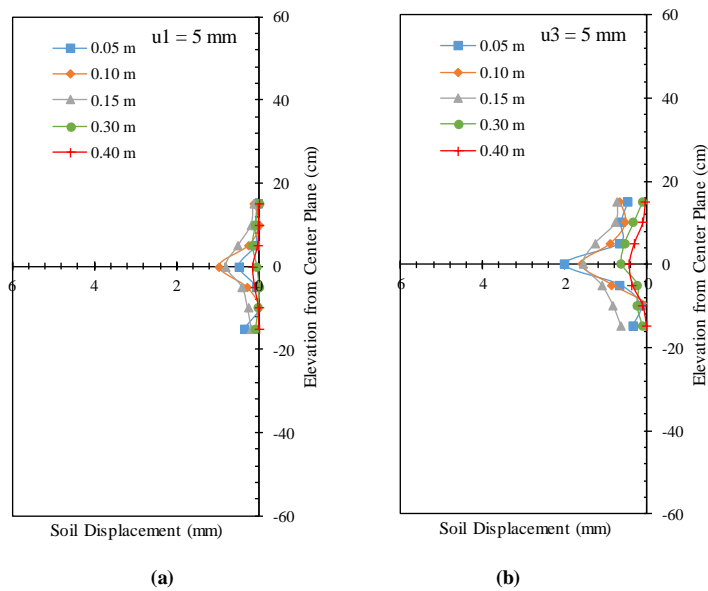 u1 = 5 mm
0.05 m
0.10 m
0.15 m
0.30 m
0.40 m
60
40
20
0
-20
-40
-60
6
4
2
0
Elevation from Center Plane (cm)
Soil Displacement (mm)
(a)
u3 = 5 mm
0.05 m
0.10 m
0.15 m
0.30 m
0.40 m
60
40
20
0
-20
-40
-60
6
4
2
0
Elevation from Center Plane (cm)
Soil Displacement (mm)
(b)